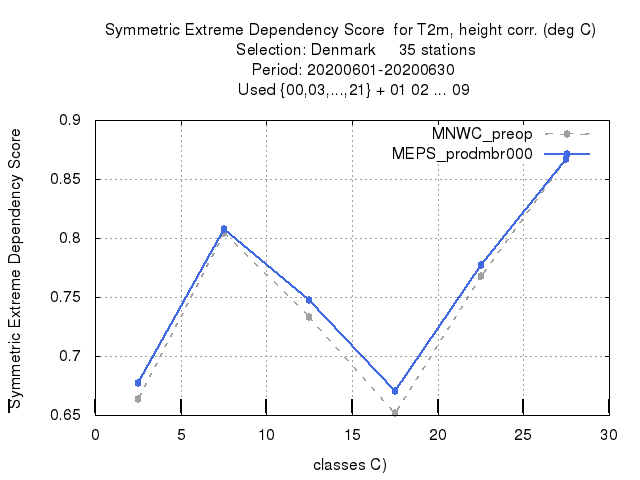 Symmetric Extreme Dependency Score  for T2m, height corr. (deg C)
Selection: Denmark     35 stations
Period: 20200601-20200630
Used {00,03,...,21} + 01 02 ... 09
MNWC_preop
MEPS_prodmbr000
Symmetric Extreme Dependency Score
0.9
0.85
0.8
0.75
0.7
0.65
0 5 10 15 20 25 30
classes C)